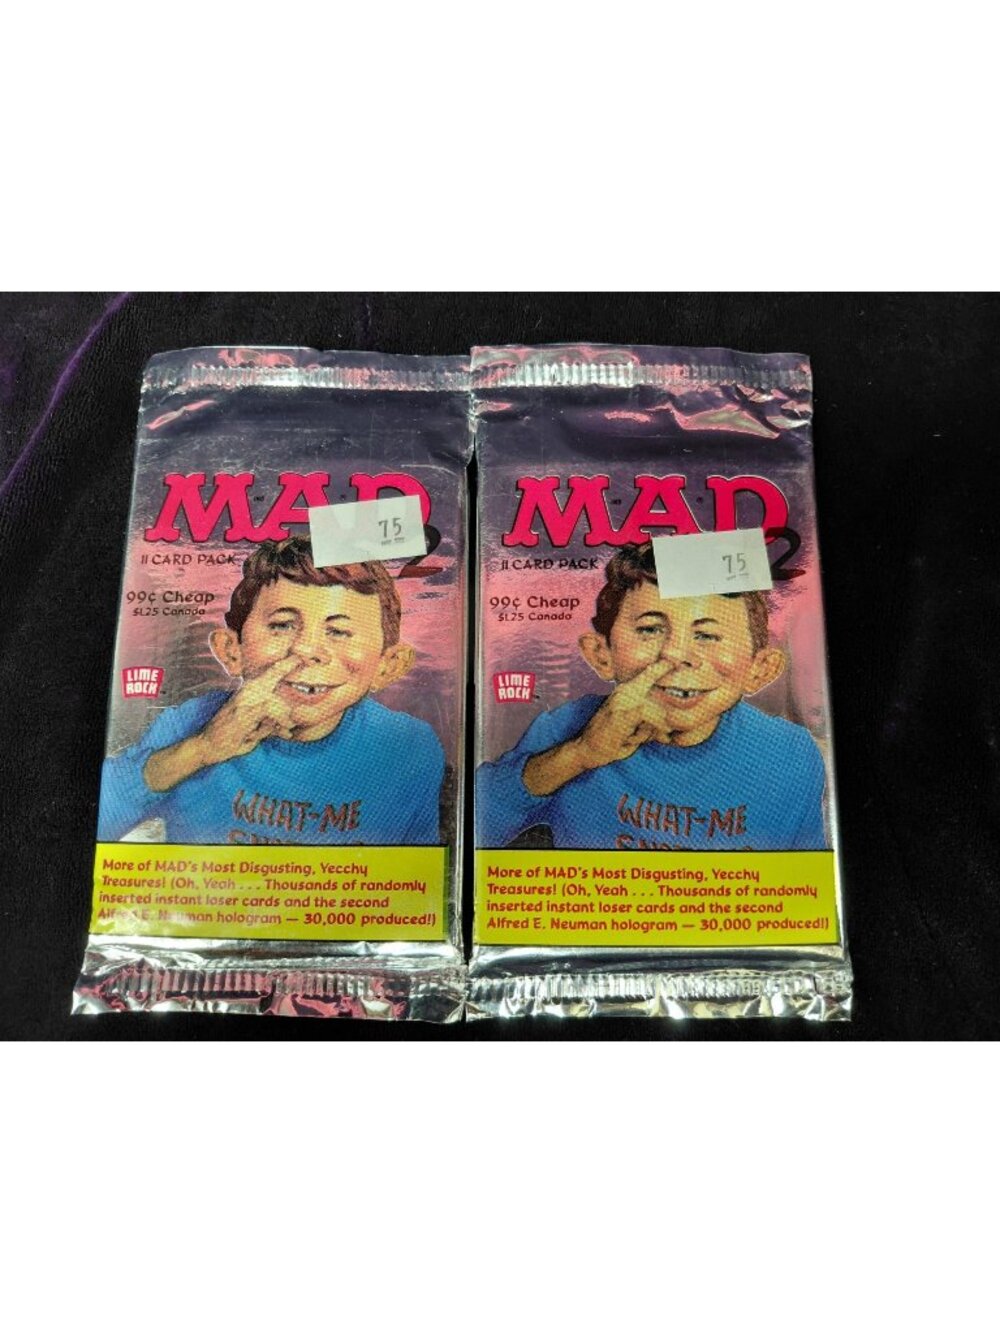 MAD
2
75
11 CARD PACK
99¢ Cheap
$1.25 Canada
LIME
ROCK
WHAT-ME
More of MAD's Most Disgusting, Yecchy
Treasures! (Oh, Yeah . . . Thousands of randomly
inserted instant loser cards and the second
Alfred E. Neuman hologram — 30,000 produced!)
MAD
2
75
11 CARD PACK
99¢ Cheap
$1.25 Canada
LIME
ROCK
WHAT-ME
More of MAD's Most Disgusting, Yecchy
Treasures! (Oh, Yeah . . . Thousands of randomly
inserted instant loser cards and the second
Alfred E. Neuman hologram — 30,000 produced!)